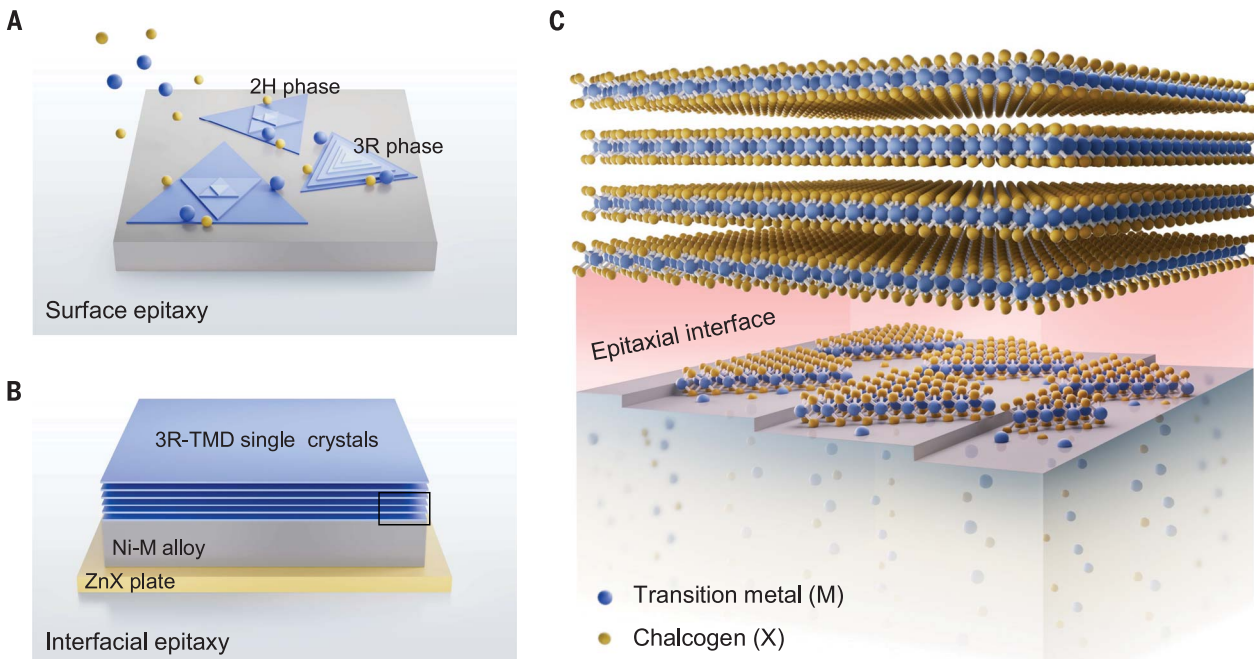 A
2H phase
3R phase
Surface epitaxy
B
3R-TMD single crystals
Ni-M alloy
ZnX plate
Interfacial epitaxy
C
Epitaxial interface
Transition metal (M)
Chalcogen (X)